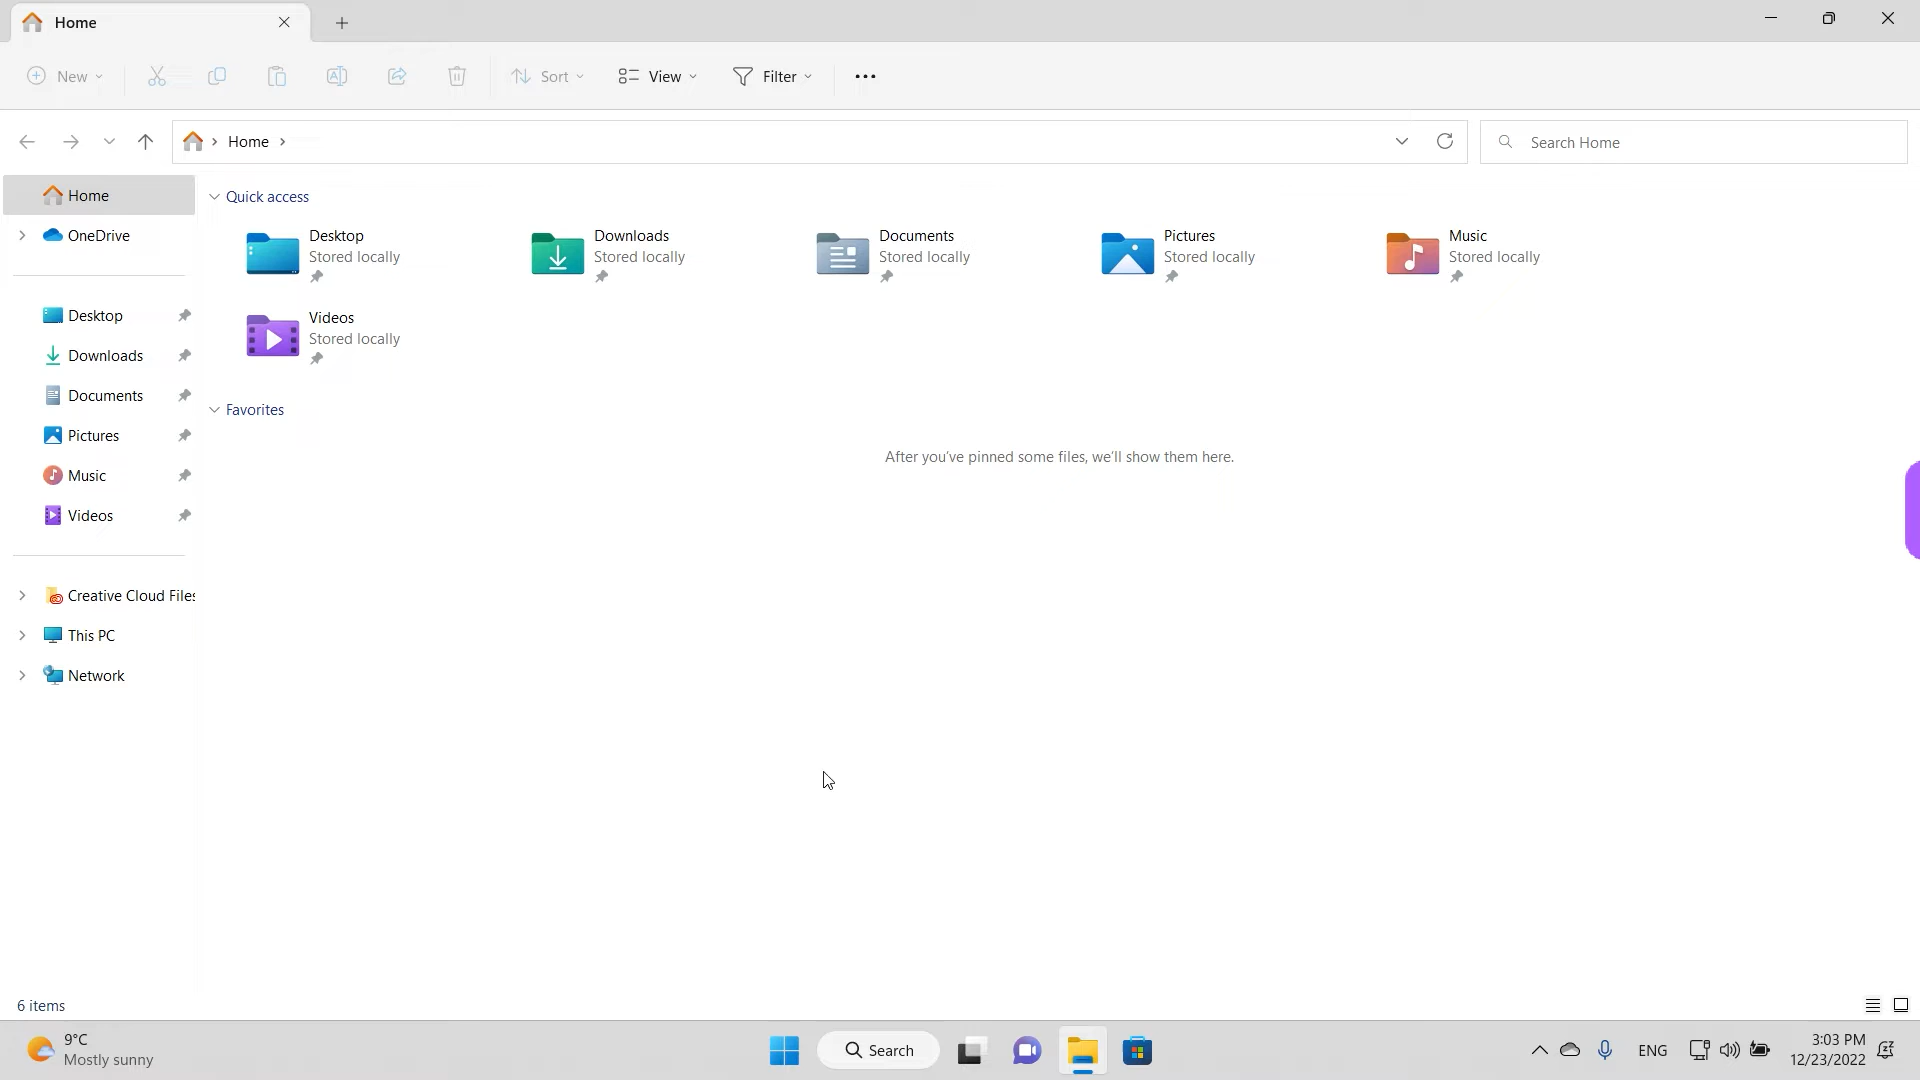 Home
New
Sort
View
Filter
Home
Search Home
Home
OneDrive
Desktop
Downloads
Documents
Pictures
Music
Videos
Creative Cloud Files
This PC
Network
Quick access
Desktop
Stored locally
Downloads
Stored locally
Documents
Stored locally
Pictures
Stored locally
Music
Stored locally
Videos
Stored locally
Favorites
After you've pinned some files, we'll show them here.
6 items
9°C
Mostly sunny
Search
ENG
3:03 PM
12/23/2022